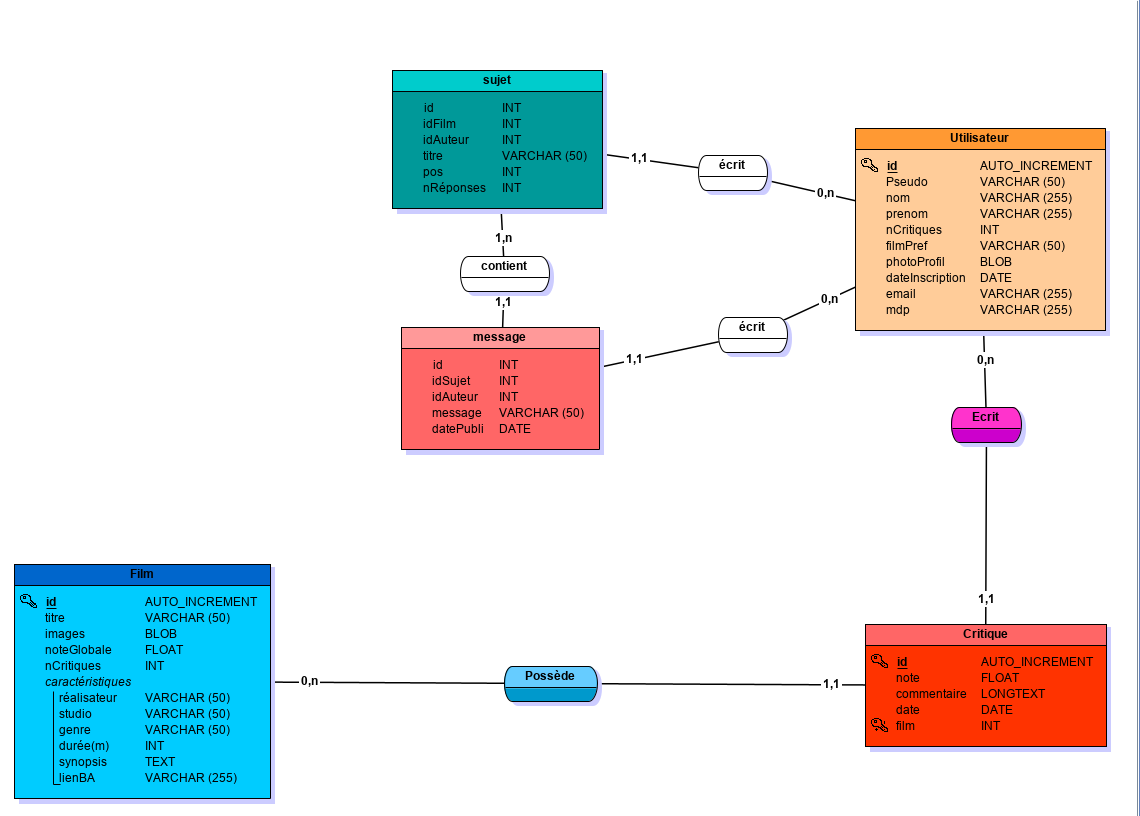 sujet
id INT
idFilm INT
idAuteur INT
titre VARCHAR (50)
pos INT
nRéponses INT
1,1
écrit
0,n
Utilisateur
id AUTO_INCREMENT
Pseudo VARCHAR (50)
nom VARCHAR (255)
prenom VARCHAR (255)
nCritiques INT
filmPref VARCHAR (50)
photoProfil BLOB
dateInscription DATE
email VARCHAR (255)
mdp VARCHAR (255)
1,n
contient
1,1
message
id INT
idSujet INT
idAuteur INT
message VARCHAR (50)
datePubli DATE
1,1
écrit
0,n
0,n
Ecrit
1,1
Film
id AUTO_INCREMENT
titre VARCHAR (50)
images BLOB
noteGlobale FLOAT
nCritiques INT
caractéristiques
réalisateur VARCHAR (50)
studio VARCHAR (50)
genre VARCHAR (50)
durée(m) INT
synopsis TEXT
lienBA VARCHAR (255)
0,n
Possède
1,1
Critique
id AUTO_INCREMENT
note FLOAT
commentaire LONGTEXT
date DATE
film INT